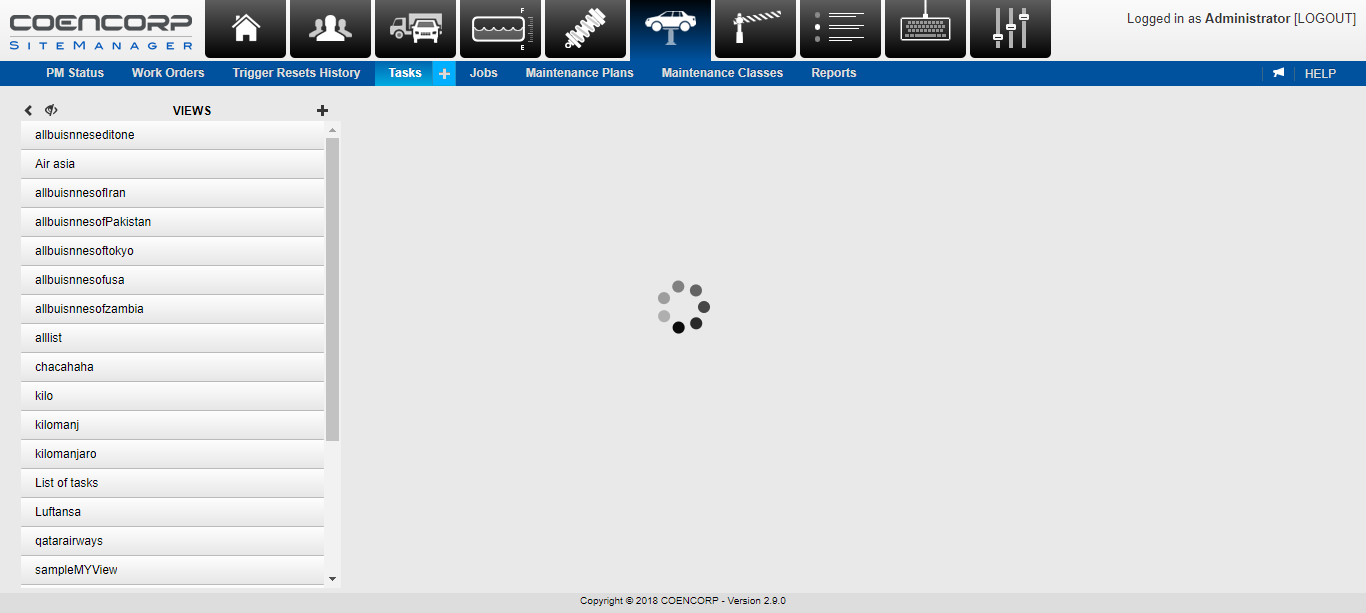 COENCORP
SITEMANAGER
F
E
Logged in as Administrator [LOGOUT]
PM Status Work Orders Trigger Resets History Tasks + Jobs Maintenance Plans Maintenance Classes Reports HELP
VIEWS
allbuisnneseditone
Air asia
allbuisnnesofIran
allbuisnnesofPakistan
allbuisnnesoftokyo
allbuisnnesofusa
allbuisnnesofzambia
alllist
chacahaha
kilo
kilomanj
kilomanjaro
List of tasks
Luftansa
qatarairways
sampleMYView
Copyright © 2018 COENCORP - Version 2.9.0